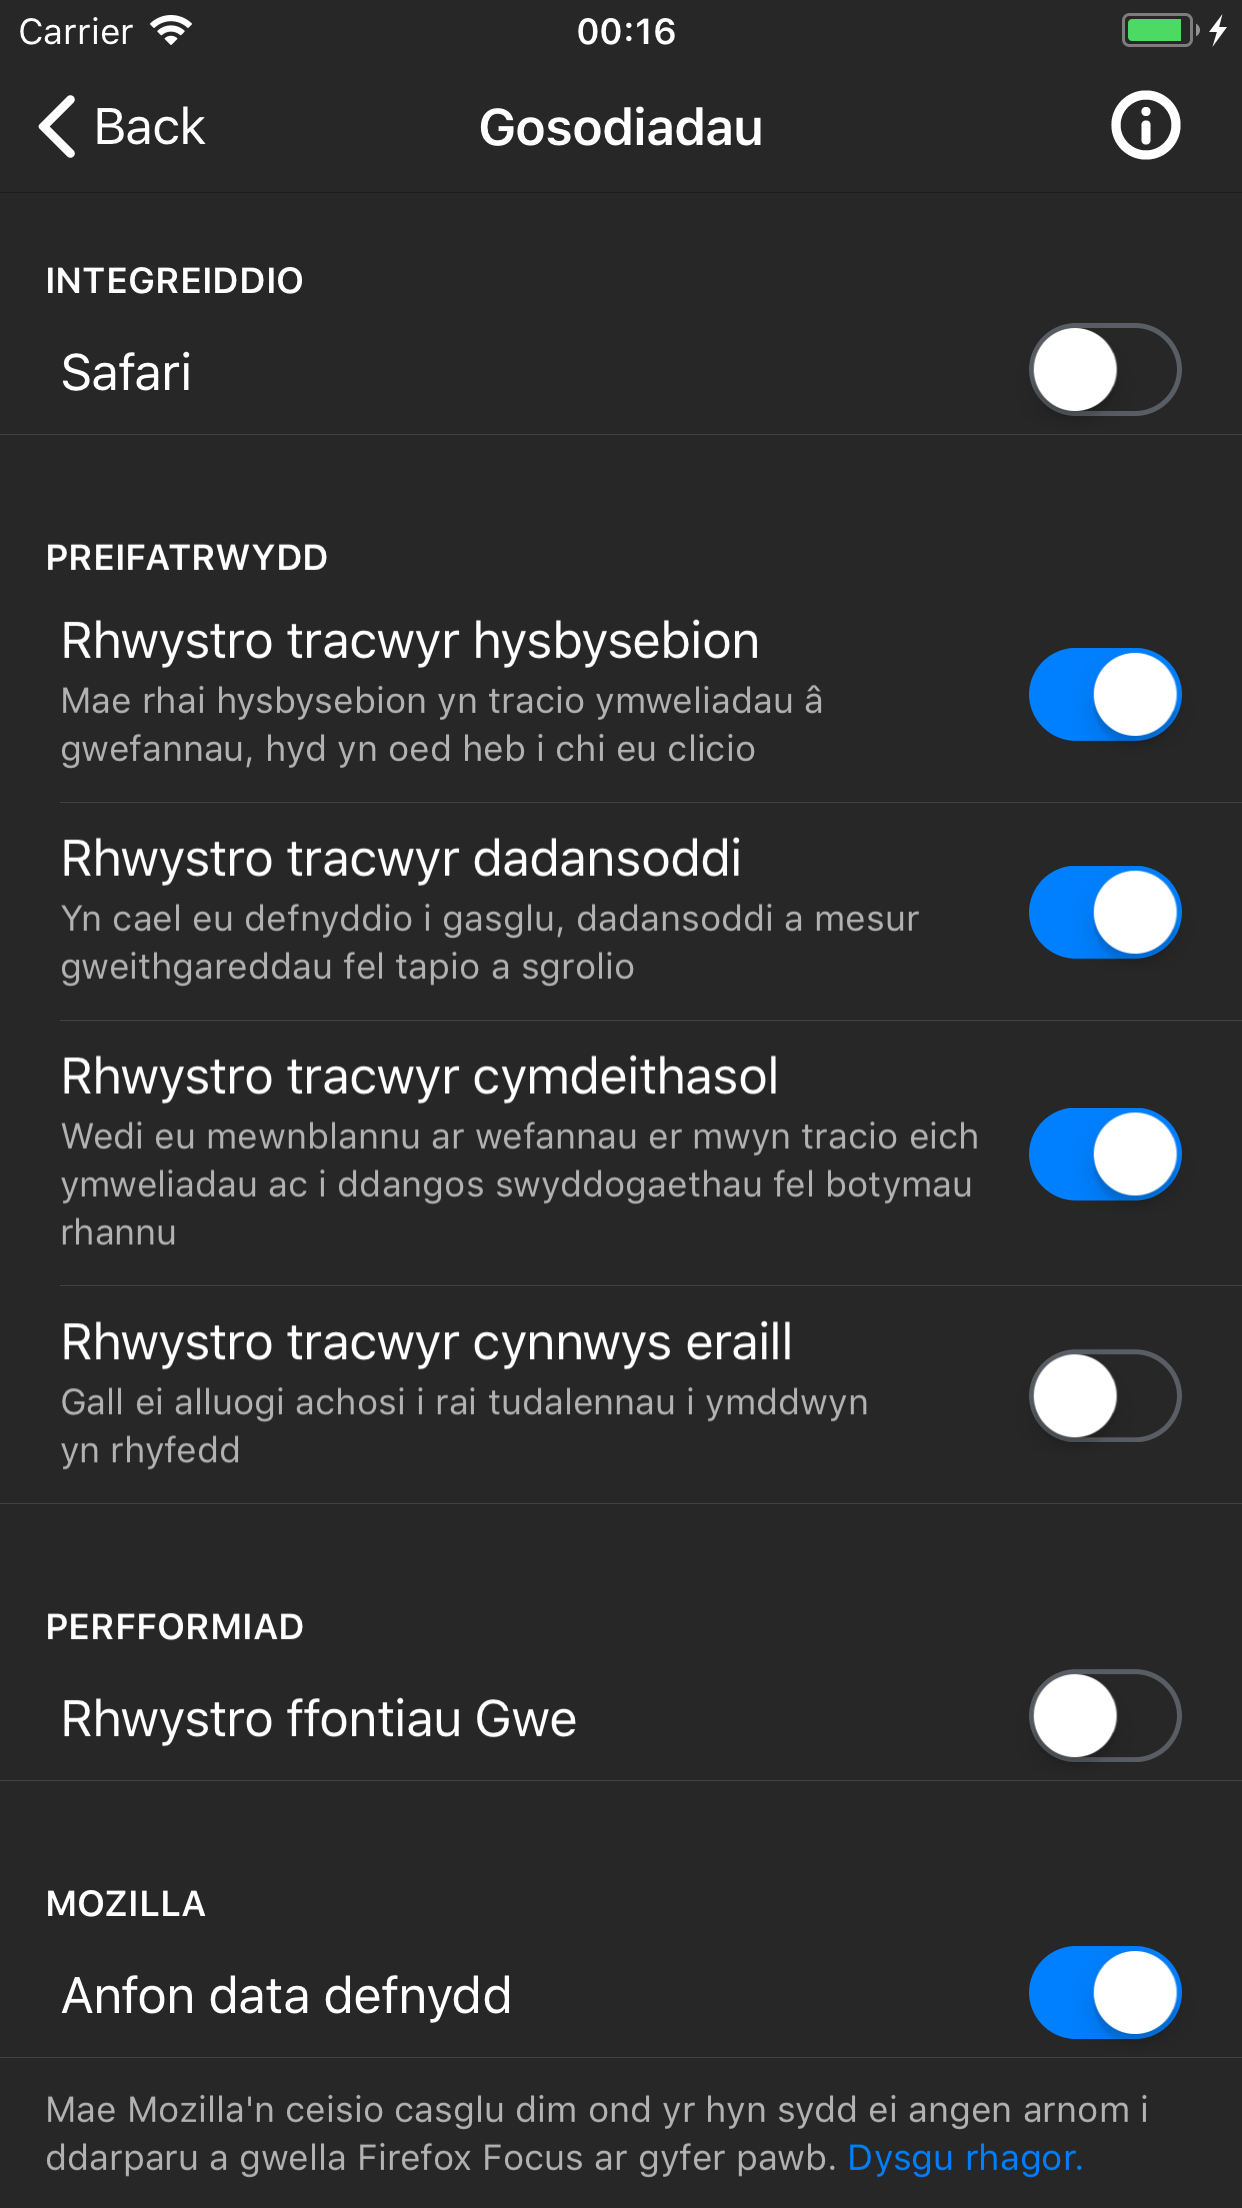 Carrier 00:16
Back Gosodiadau
INTEGREIDDIO
Safari
PREIFATRWYDD
Rhwystro tracwyr hysbysebion
Mae rhai hysbysebion yn tracio ymweliadau â
gwefannau, hyd yn oed heb i chi eu clicio
Rhwystro tracwyr dadansoddi
Yn cael eu defnyddio i gasglu, dadansoddi a mesur
gweithgareddau fel tapio a sgrolio
Rhwystro tracwyr cymdeithasol
Wedi eu mewnblannu ar wefannau er mwyn tracio eich
ymweliadau ac i ddangos swyddogaethau fel botymau
rhannu
Rhwystro tracwyr cynnwys eraill
Gall ei alluogi achosi i rai tudalennau i ymddwyn
yn rhyfedd
PERFFORMIAD
Rhwystro ffontiau Gwe
MOZILLA
Anfon data defnydd
Mae Mozilla'n ceisio casglu dim ond yr hyn sydd ei angen arnom i
ddarparu a gwella Firefox Focus ar gyfer pawb. Dysgu rhagor.